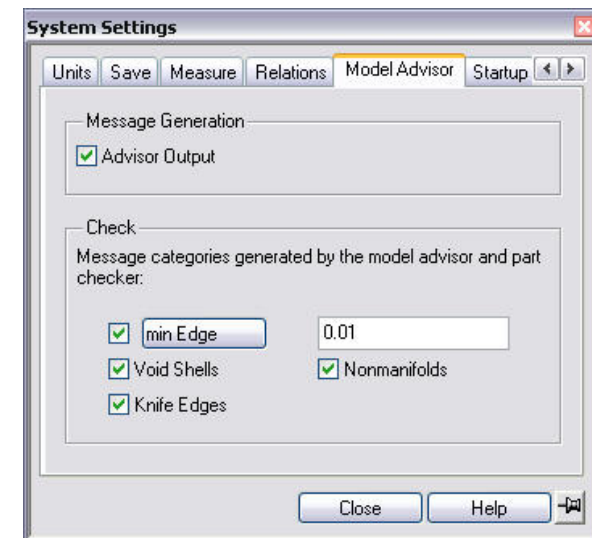 System Settings
Units Save Measure Relations Model Advisor Startup
Message Generation
Advisor Output
Check
Message categories generated by the model advisor and part
checker:
min Edge 0.01
Void Shells Nonmanifolds
Knife Edges
Close Help